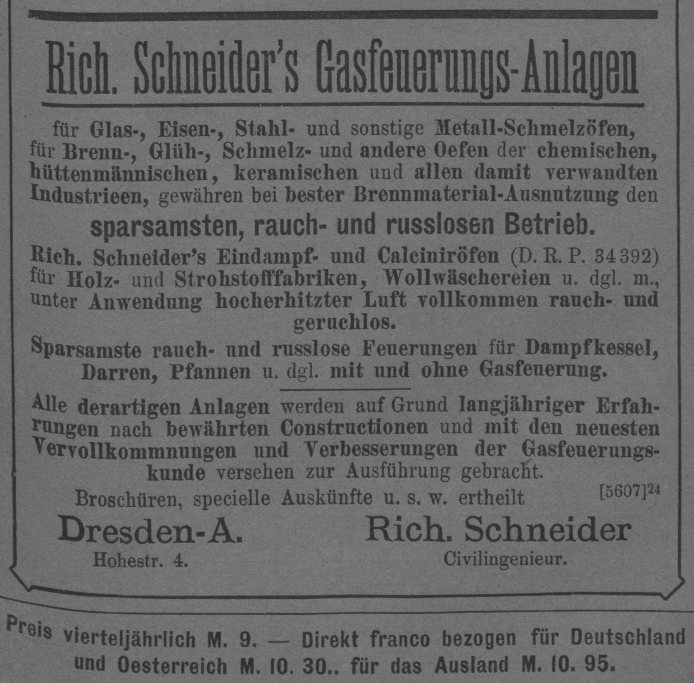 Rich. Schneider's Gasfeuerungs-Anlagen
für Glas-, Eisen-, Stahl- und sonstige Metall-Schmelzöfen,
für Brenn-, Glüh-, Schmelz- und andere Oefen der chemischen,
hüttenmännischen, keramischen und allen damit verwandten
Industrieen, gewähren bei bester Brennmaterial-Ausnutzung den
sparsamsten, rauch- und russlosen Betrieb.
Rich. Schneider's Eindampf- und Calciniröfen (D. R. P. 34392)
für Holz- und Strohstofffabriken, Wollwäschereien u. dgl. m.,
unter Anwendung hocherhitzter Luft vollkommen rauch- und
geruchlos.
Sparsamste rauch- und russlose Feuerungen für Dampfkessel,
Darren, Pfannen u. dgl. mit und ohne Gasfeuerung.
Alle derartigen Anlagen werden auf Grund langjähriger Erfah-
rungen nach bewährten Constructionen und mit den neuesten
Vervollkommnungen und Verbesserungen der Gasfeuerungs-
kunde versehen zur Ausführung gebracht.
Broschüren, specielle Auskünfte u. s. w. ertheilt [5607]24
Dresden-A. Rich. Schneider
Hohestr. 4. Civilingenieur.
Preis vierteljährlich M. 9. — Direkt franco bezogen für Deutschland
und Oesterreich M. 10. 30.. für das Ausland M. 10. 95.